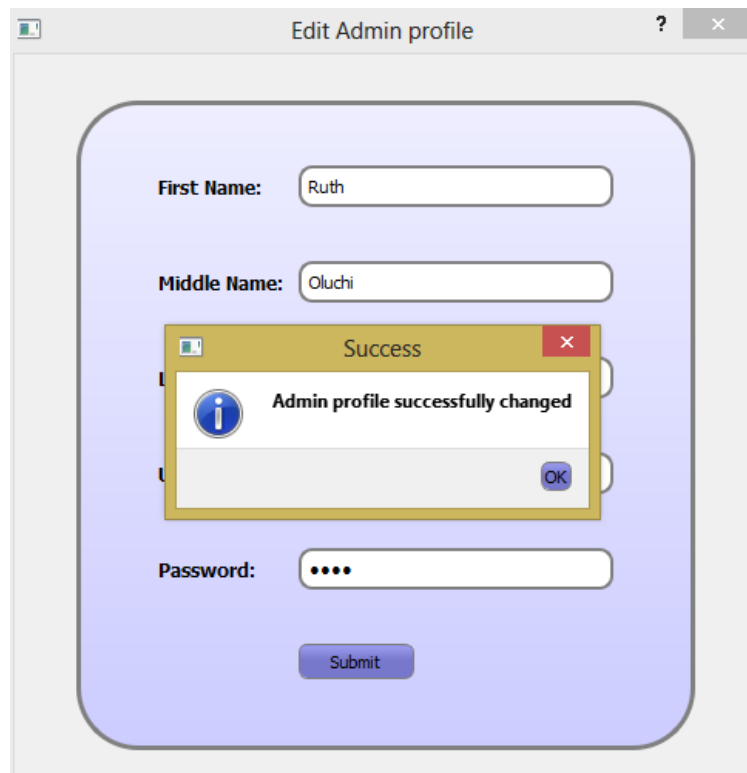 Edit Admin profile
?
First Name:
Ruth
Middle Name:
Oluchi
Success
Admin profile successfully changed
OK
Password:
••••
Submit